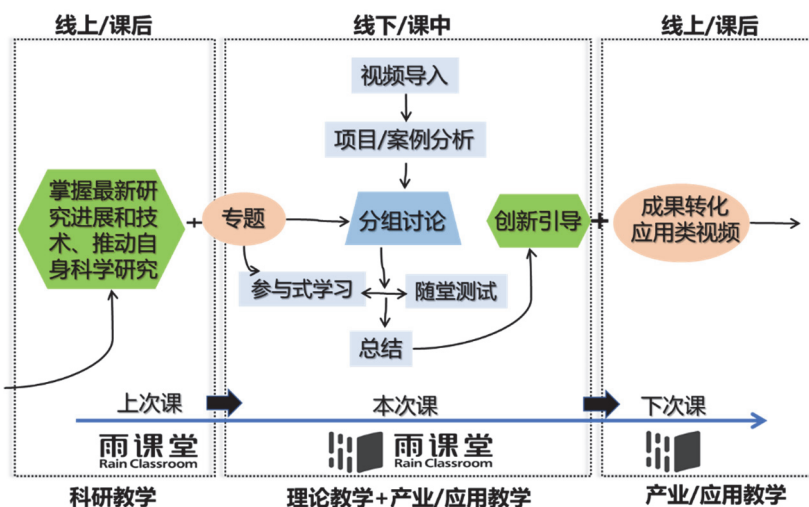 线上/课后
线下/课中
线上/课后
视频导入
项目/案例分析
掌握最新研
究进展和技
术、推动自
身科学研究
+
专题
分组讨论
创新引导
+
成果转化
应用类视频
参与式学习
随堂测试
总结
上次课
本次课
下次课
雨课堂
Rain Classroom
雨课堂
Rain Classroom
科研教学
理论教学+产业/应用教学
产业/应用教学